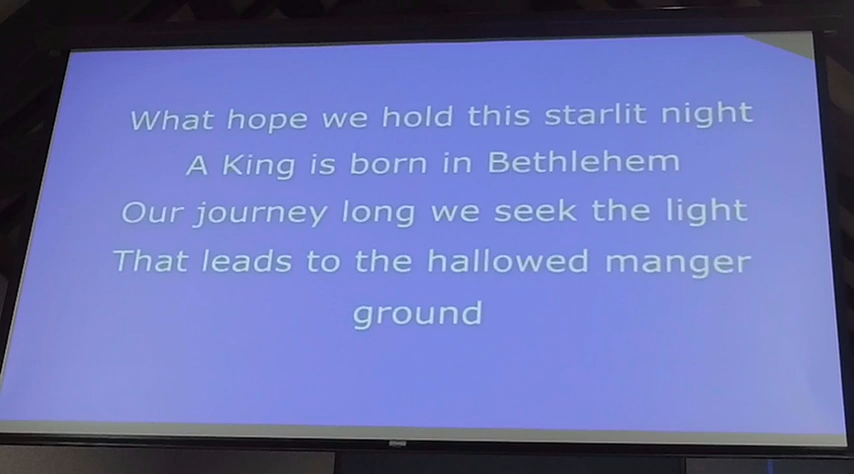 What hope we hold this starlit night
A King is born in Bethlehem
Our journey long we seek the light
That leads to the hallowed manger
ground